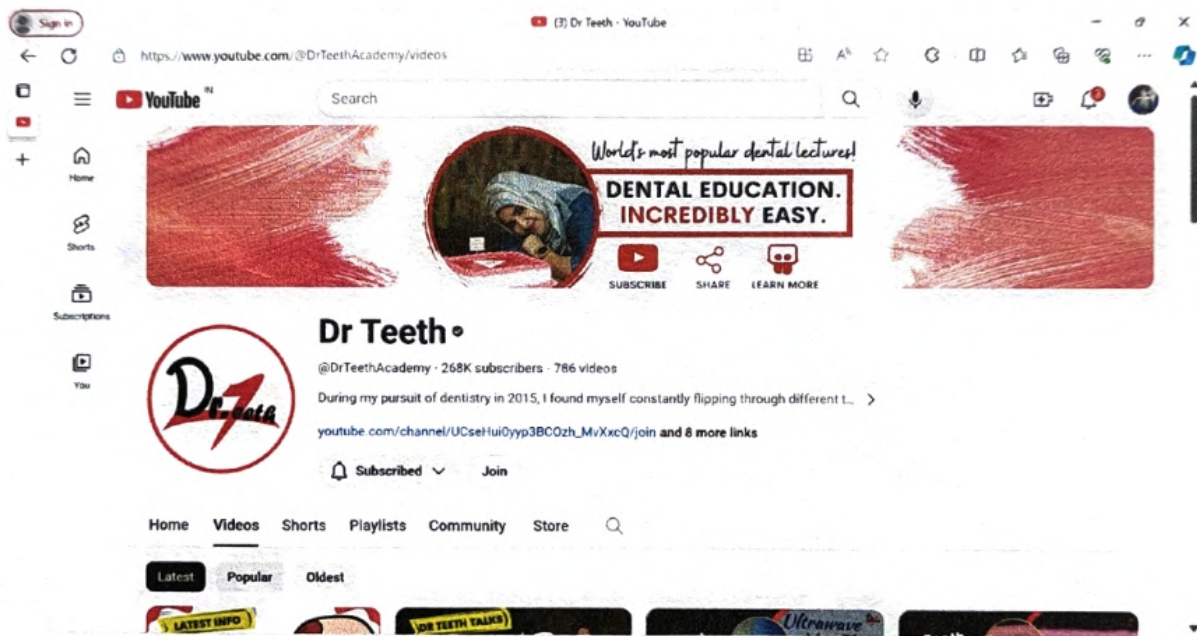 Sign in
(3) Dr Teeth - YouTube
https://www.youtube.com/@DrTeethAcademy/videos
YouTube IN
Search
2
World's most popular dental lectures!
DENTAL EDUCATION.
INCREDIBLY EASY.
SUBSCRIBE SHARE LEARN MORE
Home
Shorts
Subscriptions
You
Dr.Teeth
Dr Teeth
@DrTeethAcademy · 268K subscribers · 786 videos
During my pursuit of dentistry in 2015, I found myself constantly flipping through different t...
youtube.com/channel/UCseHui0yyp3BCOzh_MvXxcQ/join and 8 more links
Subscribed
Join
Home Videos Shorts Playlists Community Store
Latest Popular Oldest
LATEST INFO
DR TEETH TALKS
Ultrawave